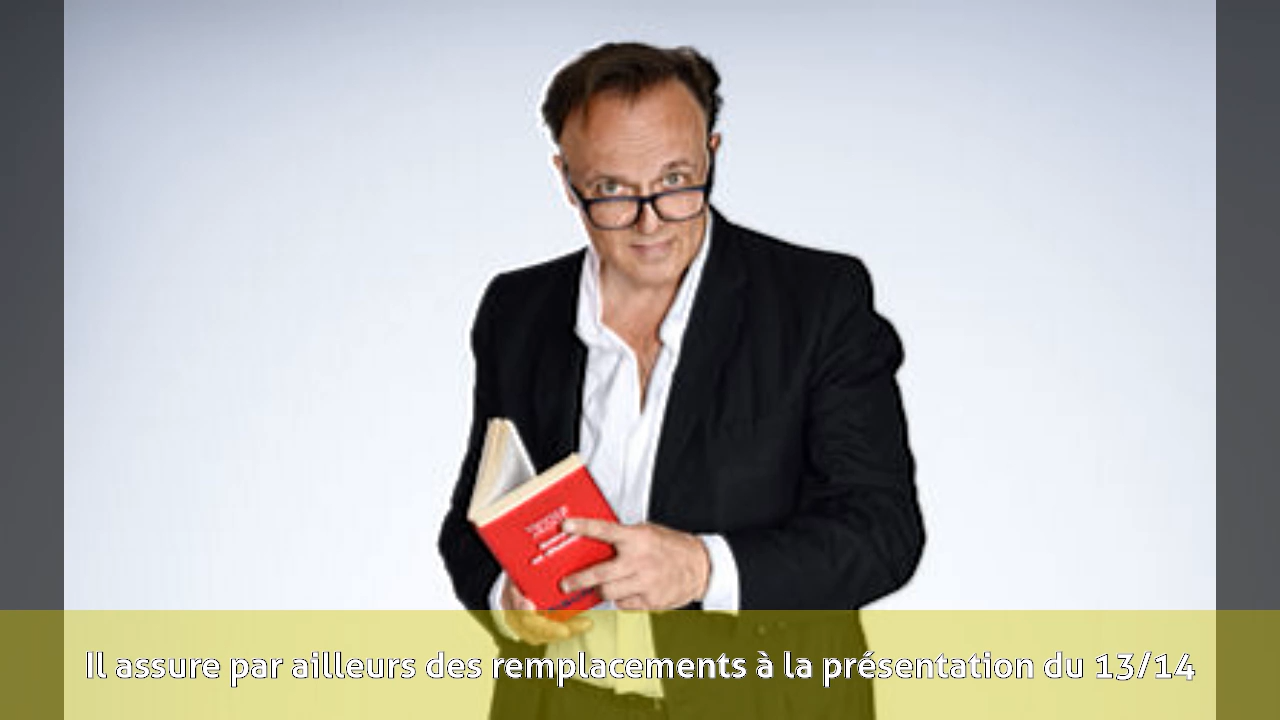 Il assure par ailleurs des remplacements à la présentation du 13/14